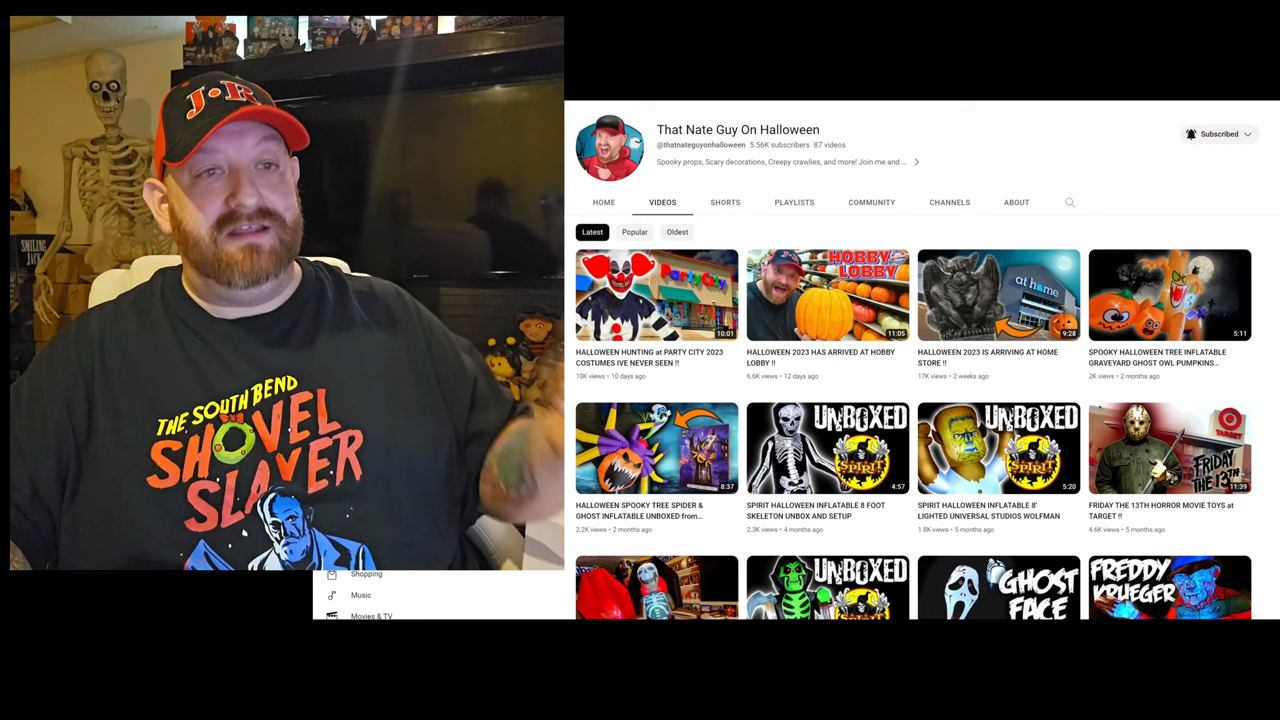 J·R
SMILING
JACK
THE SOUTH BEND
SHOVEL
SLAYER
Shopping
Music
Movies & TV
That Nate Guy On Halloween
@thatnateguyonhalloween 5.56K subscribers 87 videos
Spooky props, Scary decorations, Creepy crawlies, and more! Join me and ...
Subscribed
HOME VIDEOS SHORTS PLAYLISTS COMMUNITY CHANNELS ABOUT
Latest Popular Oldest
Party City
10:01
HOBBY
LOBBY
11:05
at home
9:28
5:11
HALLOWEEN HUNTING at PARTY CITY 2023
COSTUMES IVE NEVER SEEN !!
10K views • 10 days ago
HALLOWEEN 2023 HAS ARRIVED AT HOBBY
LOBBY !!
6.6K views • 12 days ago
HALLOWEEN 2023 IS ARRIVING AT HOME
STORE !!
17K views • 2 weeks ago
SPOOKY HALLOWEEN TREE INFLATABLE
GRAVEYARD GHOST OWL PUMPKINS...
2K views • 2 months ago
8:37
UNBOXED
SPIRIT
4:57
UNBOXED
SPIRIT
5:20
TARGET
FRIDAY
THE 13TH
11:39
HALLOWEEN SPOOKY TREE SPIDER &
GHOST INFLATABLE UNBOXED from...
2.2K views • 2 months ago
SPIRIT HALLOWEEN INFLATABLE 8 FOOT
SKELETON UNBOX AND SETUP
2.3K views • 4 months ago
SPIRIT HALLOWEEN INFLATABLE 8'
LIGHTED UNIVERSAL STUDIOS WOLFMAN
1.8K views • 5 months ago
FRIDAY THE 13TH HORROR MOVIE TOYS at
TARGET !!
4.6K views • 5 months ago
UNBOXED
SPIRIT
GHOST
FACE
FREDDY
KRUEGER